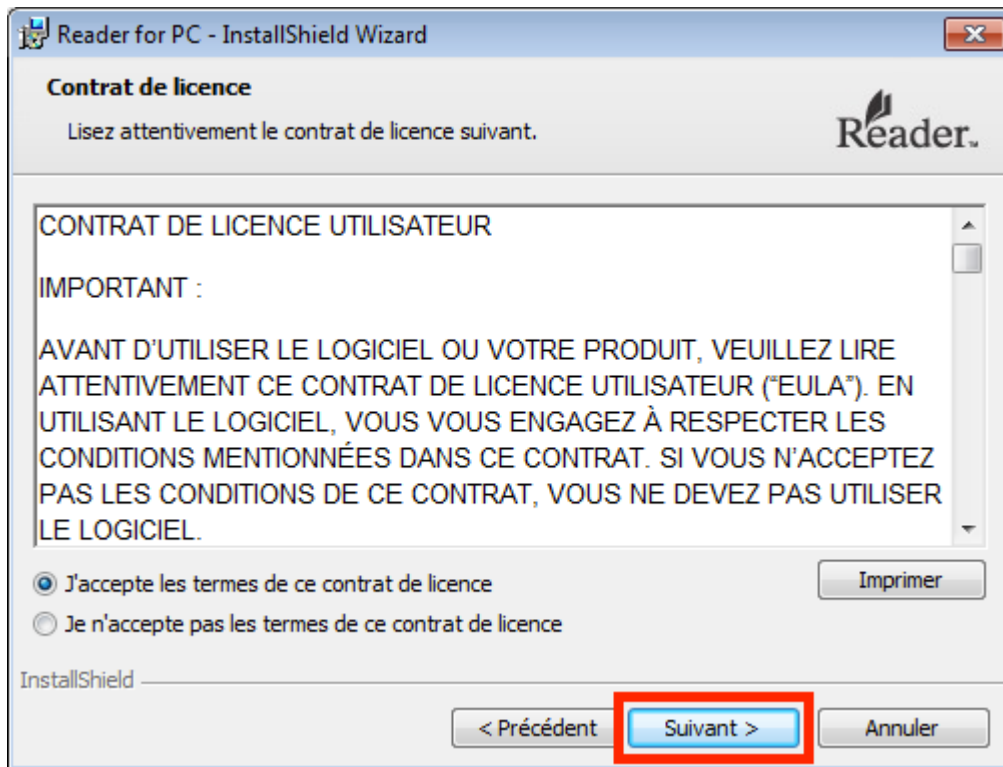 Reader for PC - InstallShield Wizard
Contrat de licence
Lisez attentivement le contrat de licence suivant.
Reader™
CONTRAT DE LICENCE UTILISATEUR
IMPORTANT :
AVANT D’UTILISER LE LOGICIEL OU VOTRE PRODUIT, VEUILLEZ LIRE
ATTENTIVEMENT CE CONTRAT DE LICENCE UTILISATEUR (“EULA”). EN
UTILISANT LE LOGICIEL, VOUS VOUS ENGAGEZ À RESPECTER LES
CONDITIONS MENTIONNÉES DANS CE CONTRAT. SI VOUS N’ACCEPTEZ
PAS LES CONDITIONS DE CE CONTRAT, VOUS NE DEVEZ PAS UTILISER
LE LOGICIEL.
J'accepte les termes de ce contrat de licence
Imprimer
Je n'accepte pas les termes de ce contrat de licence
InstallShield
< Précédent
Suivant >
Annuler